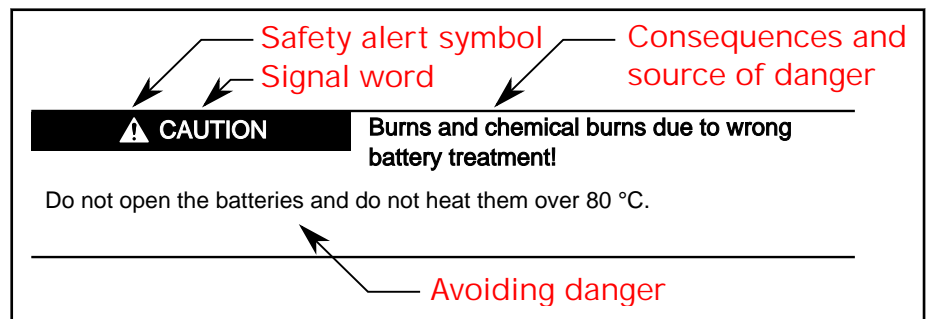 Safety alert symbol
Consequences and
Signal word
source of danger
CAUTION
Burns and chemical burns due to wrong
battery treatment!
Do not open the batteries and do not heat them over 80 °C.
Avoiding danger